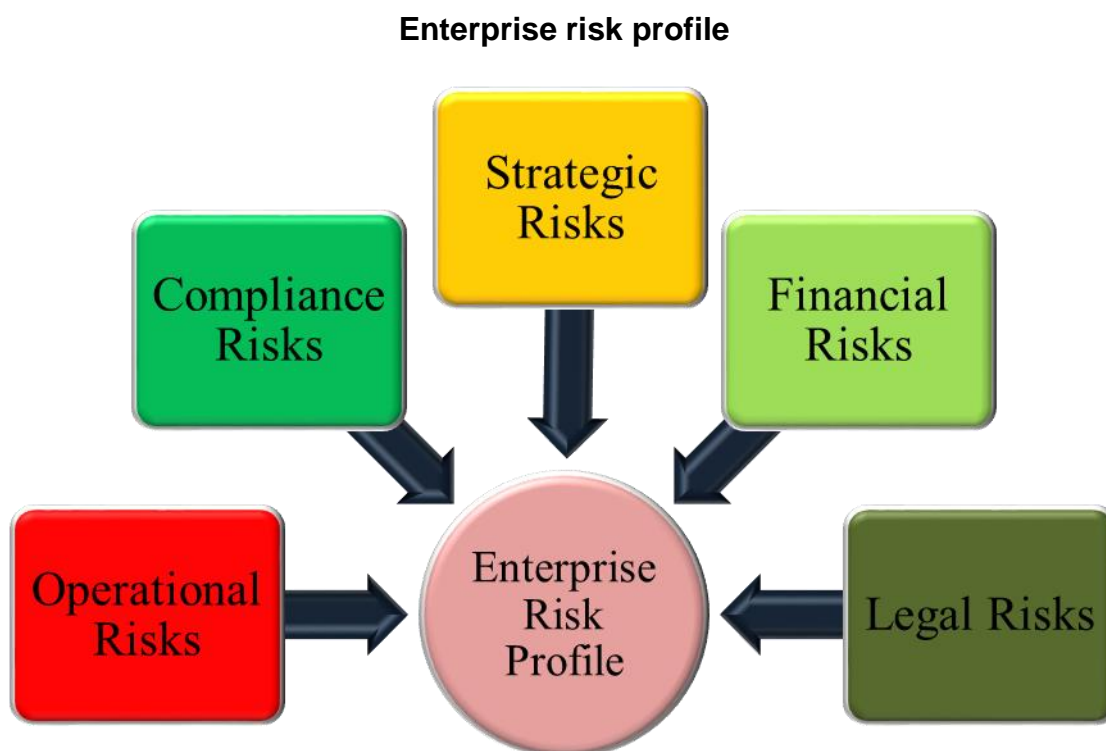 Enterprise risk profile
Strategic
Risks
Compliance
Risks
Financial
Risks
Operational
Risks
Enterprise
Risk
Profile
Legal Risks